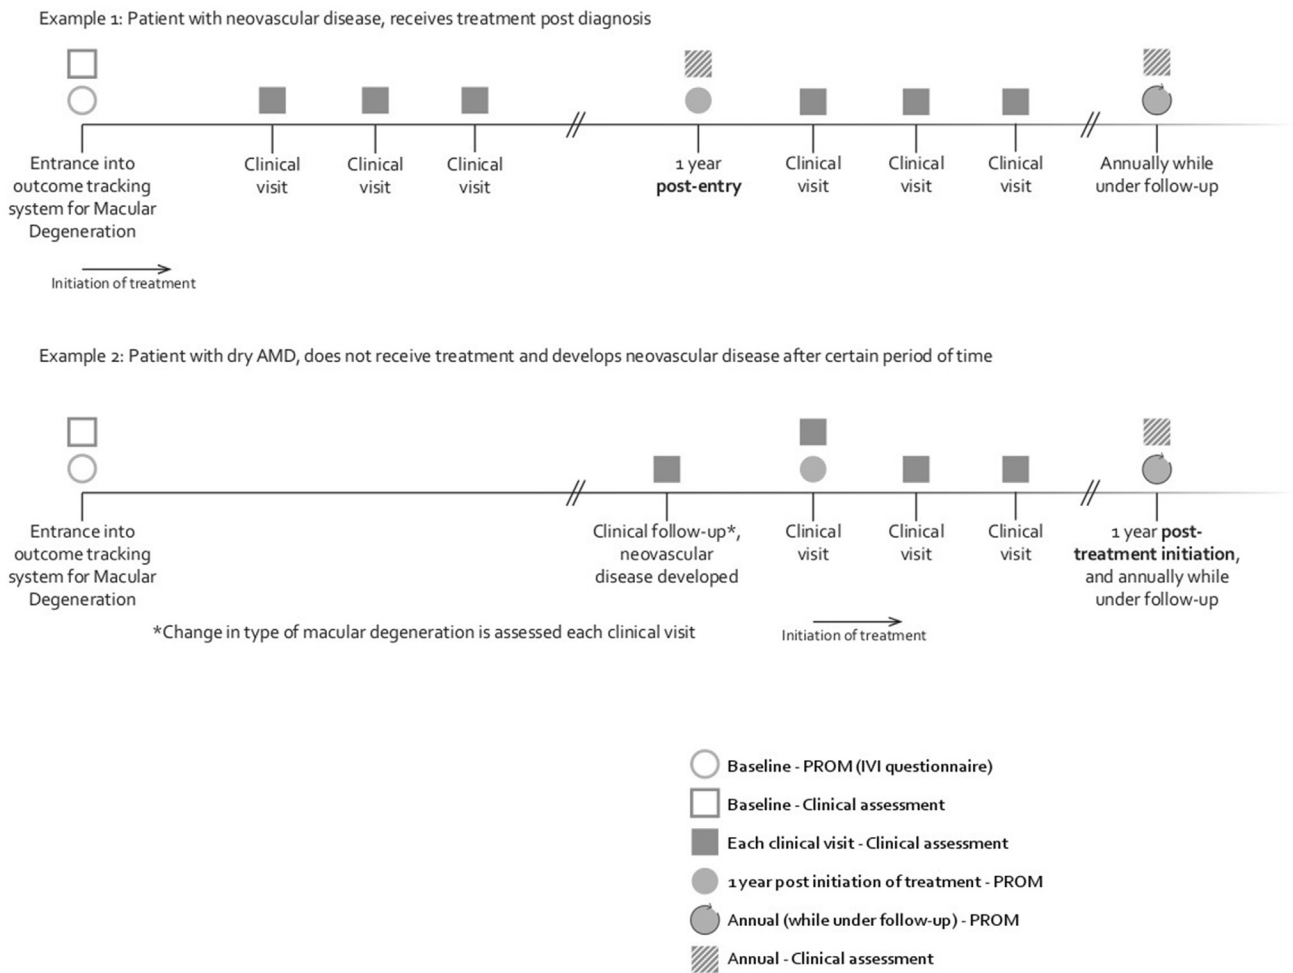 Example 1: Patient with neovascular disease, receives treatment post diagnosis
Entrance into
outcome tracking
system for Macular
Degeneration
Clinical
visit
Clinical
visit
Clinical
visit
1 year
post-entry
Clinical
visit
Clinical
visit
Clinical
visit
Annually while
under follow-up
Initiation of treatment
Example 2: Patient with dry AMD, does not receive treatment and develops neovascular disease after certain period of time
Entrance into
outcome tracking
system for Macular
Degeneration
Clinical follow-up*,
neovascular
disease developed
Clinical
visit
Clinical
visit
Clinical
visit
1 year post-
treatment initiation,
and annually while
under follow-up
*Change in type of macular degeneration is assessed each clinical visit
Initiation of treatment
Baseline - PROM (IVI questionnaire)
Baseline - Clinical assessment
Each clinical visit - Clinical assessment
1 year post initiation of treatment - PROM
Annual (while under follow-up) - PROM
Annual - Clinical assessment